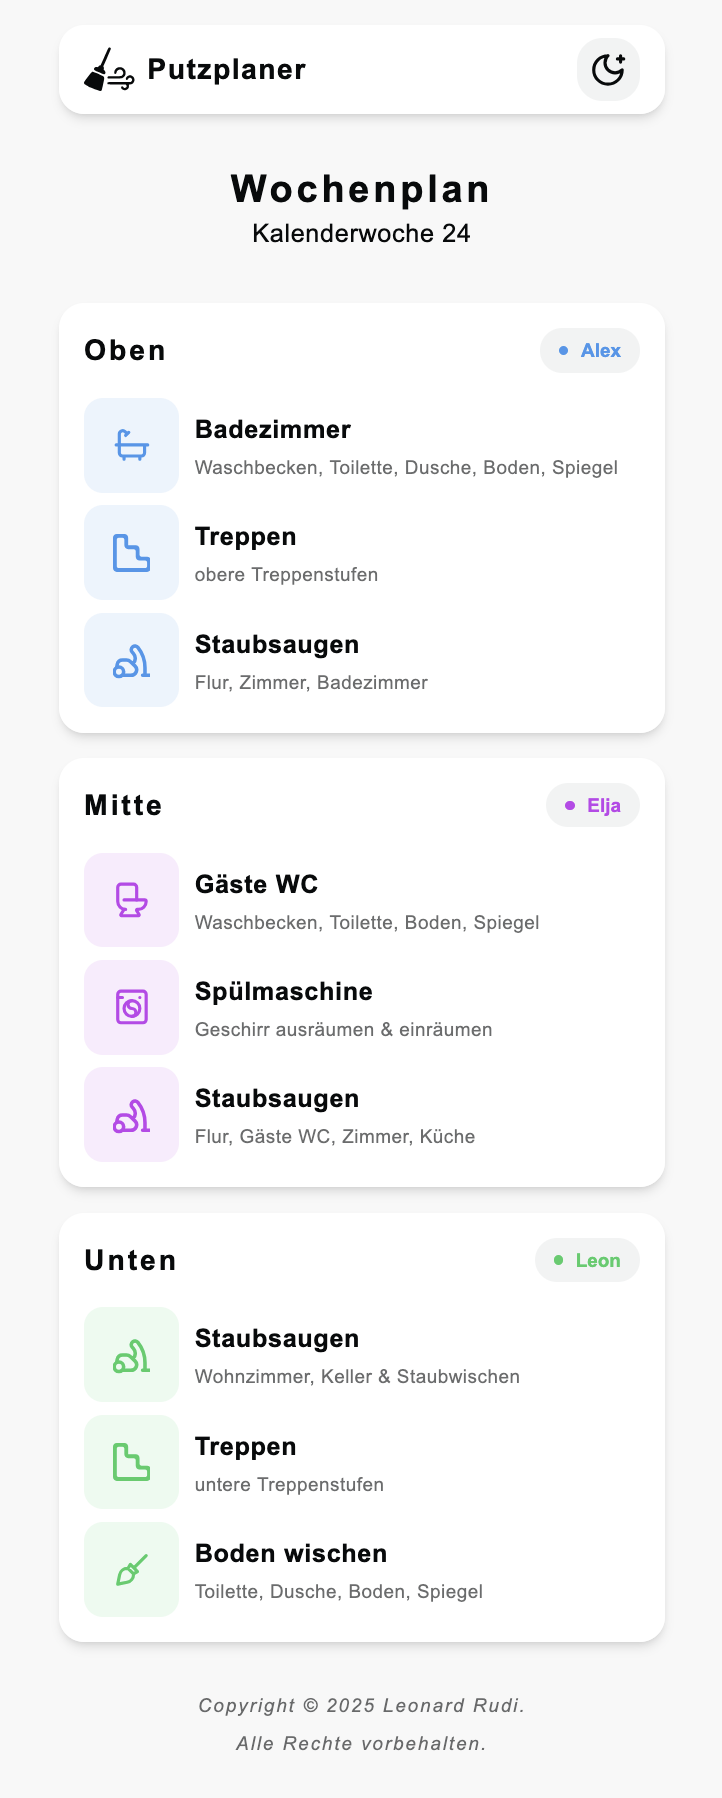 Putzplaner
Wochenplan
Kalenderwoche 24
Oben
Alex
Badezimmer
Waschbecken, Toilette, Dusche, Boden, Spiegel
Treppen
obere Treppenstufen
Staubsaugen
Flur, Zimmer, Badezimmer
Mitte
Elja
Gäste WC
Waschbecken, Toilette, Boden, Spiegel
Spülmaschine
Geschirr ausräumen & einräumen
Staubsaugen
Flur, Gäste WC, Zimmer, Küche
Unten
Leon
Staubsaugen
Wohnzimmer, Keller & Staubwischen
Treppen
untere Treppenstufen
Boden wischen
Toilette, Dusche, Boden, Spiegel
Copyright © 2025 Leonard Rudi.
Alle Rechte vorbehalten.